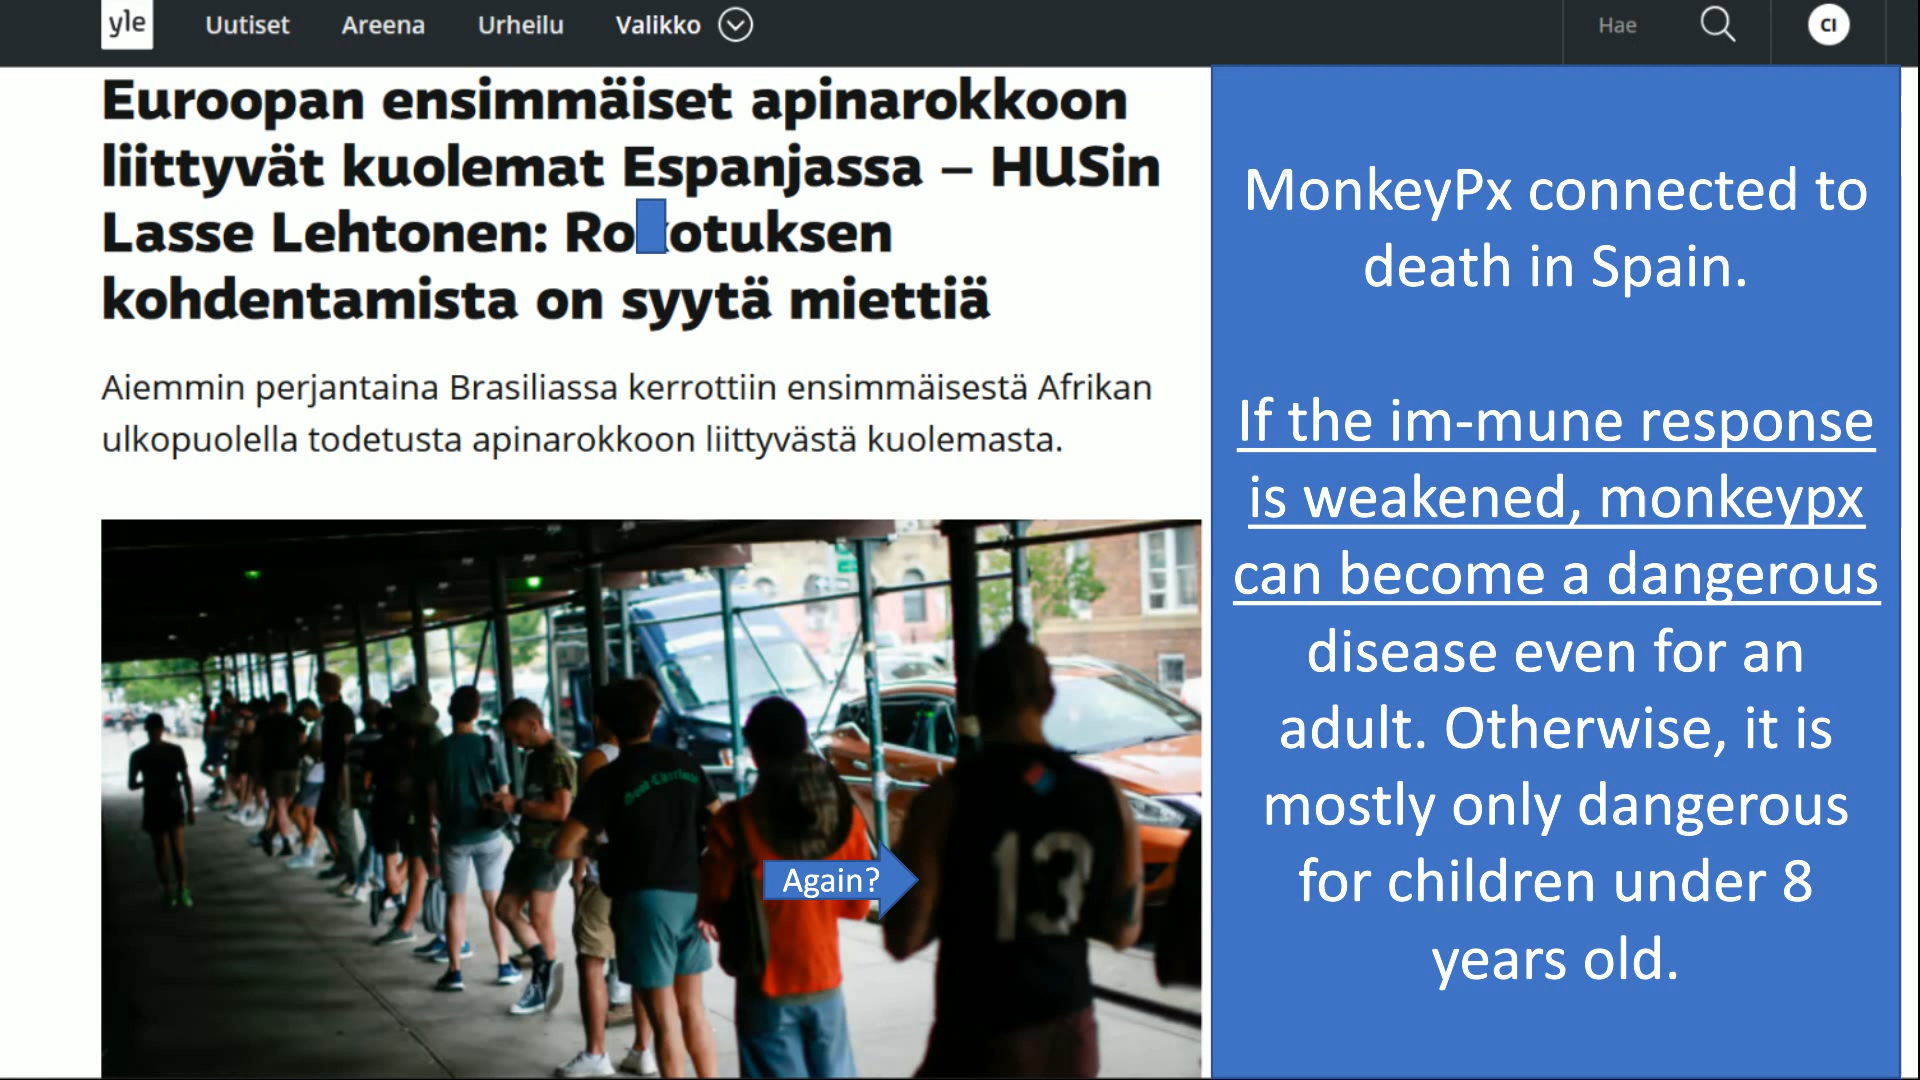 yle Uutiset Areena Urheilu Valikko Hae CI
Euroopan ensimmäiset apinarokkoon
liittyvät kuolemat Espanjassa – HUSin
Lasse Lehtonen: Ro otuksen
kohdentamista on syytä miettiä
Aiemmin perjantaina Brasiliassa kerrottiin ensimmäisestä Afrikan
ulkopuolella todetusta apinarokkoon liittyvästä kuolemasta.
Again?
13
MonkeyPx connected to
death in Spain.
If the im-mune response
is weakened, monkeypx
can become a dangerous
disease even for an
adult. Otherwise, it is
mostly only dangerous
for children under 8
years old.